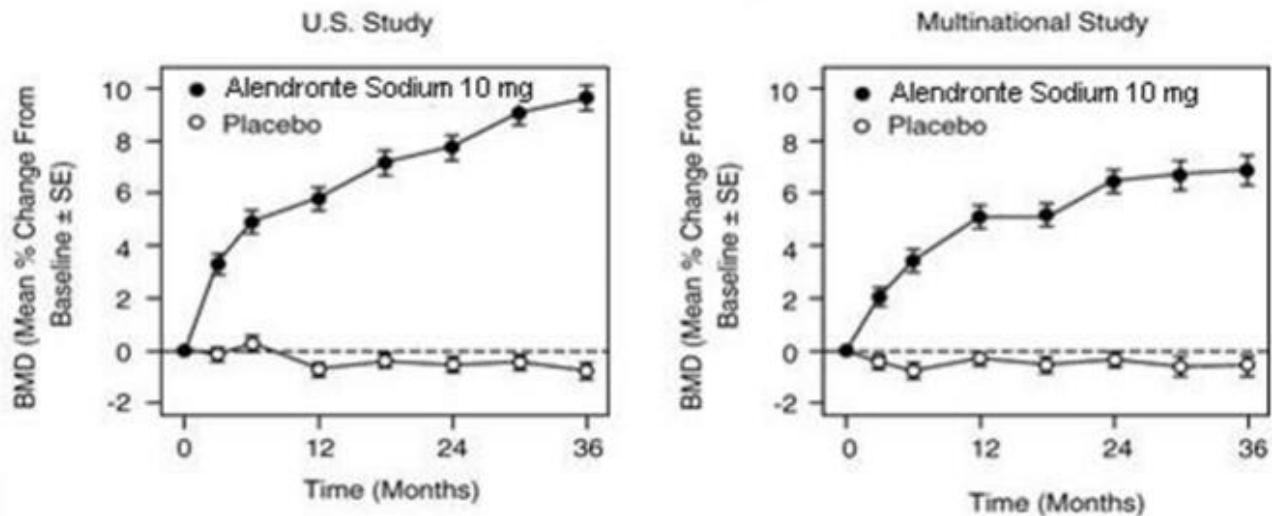 U.S. Study
BMD (Mean % Change From
Baseline ± SE)
10
8
6
4
2
0
-2
Alendronte Sodium 10 mg
Placebo
0
12
24
36
Time (Months)
Multinational Study
BMD (Mean % Change From
Baseline ± SE)
10
8
6
4
2
0
-2
Alendronte Sodium 10 mg
Placebo
0
12
24
36
Time (Months)